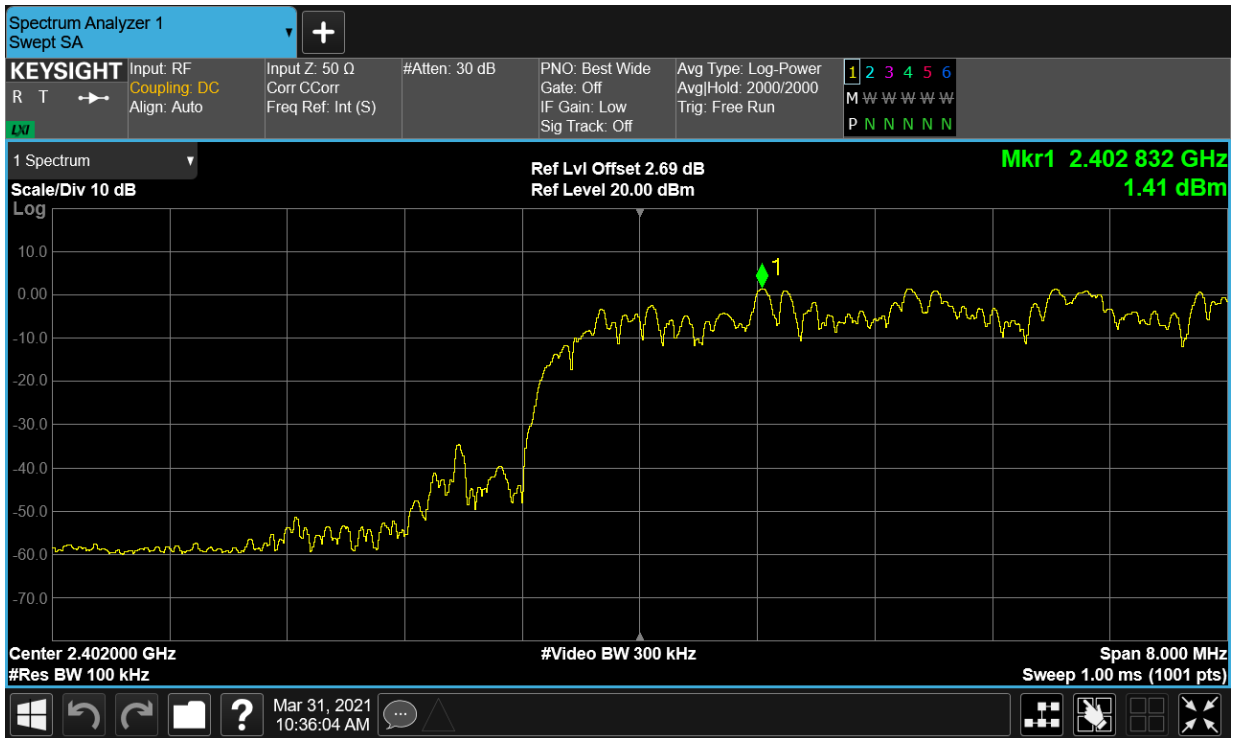 Spectrum Analyzer 1
Swept SA
+
KEYSIGHT
R T
LXI
Input: RF
Coupling: DC
Align: Auto
Input Z: 50 Ω
Corr CCorr
Freq Ref: Int (S)
#Atten: 30 dB
PNO: Best Wide
Gate: Off
IF Gain: Low
Sig Track: Off
Avg Type: Log-Power
Avg|Hold: 2000/2000
Trig: Free Run
1 2 3 4 5 6
M W W W W W
P N N N N N
1 Spectrum
Scale/Div 10 dB
Log
Ref Lvl Offset 2.69 dB
Ref Level 20.00 dBm
Mkr1 2.402 832 GHz
1.41 dBm
10.0
0.00
-10.0
-20.0
-30.0
-40.0
-50.0
-60.0
-70.0
1
Center 2.402000 GHz
#Res BW 100 kHz
#Video BW 300 kHz
Span 8.000 MHz
Sweep 1.00 ms (1001 pts)
?
Mar 31, 2021
10:36:04 AM